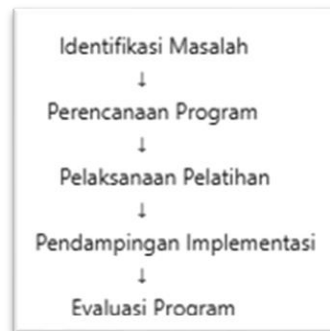 Identifikasi Masalah
↓
Perencanaan Program
↓
Pelaksanaan Pelatihan
↓
Pendampingan Implementasi
↓
Evaluasi Program